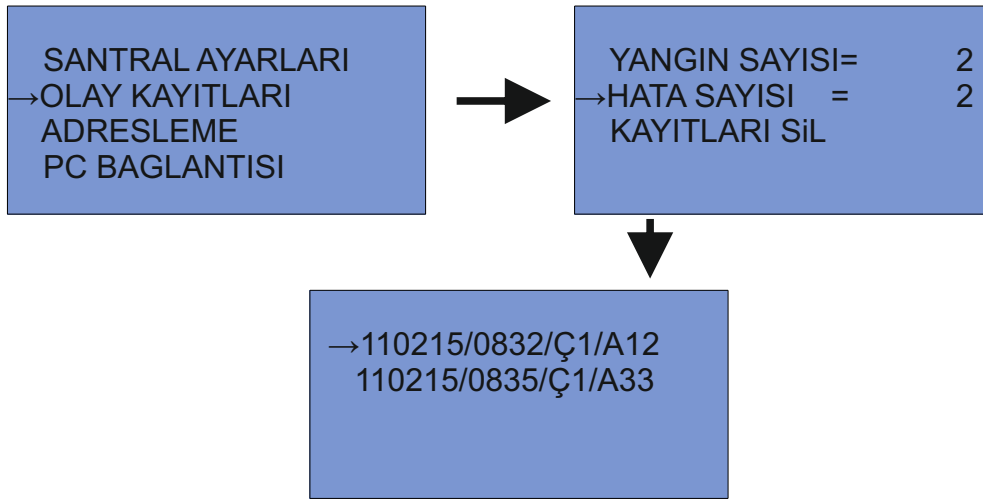 SANTRAL AYARLARI
→OLAY KAYITLARI
ADRESLEME
PC BAGLANTISI
YANGIN SAYISI= 2
→HATA SAYISI = 2
KAYITLARI SiL
→110215/0832/Ç1/A12
110215/0835/Ç1/A33